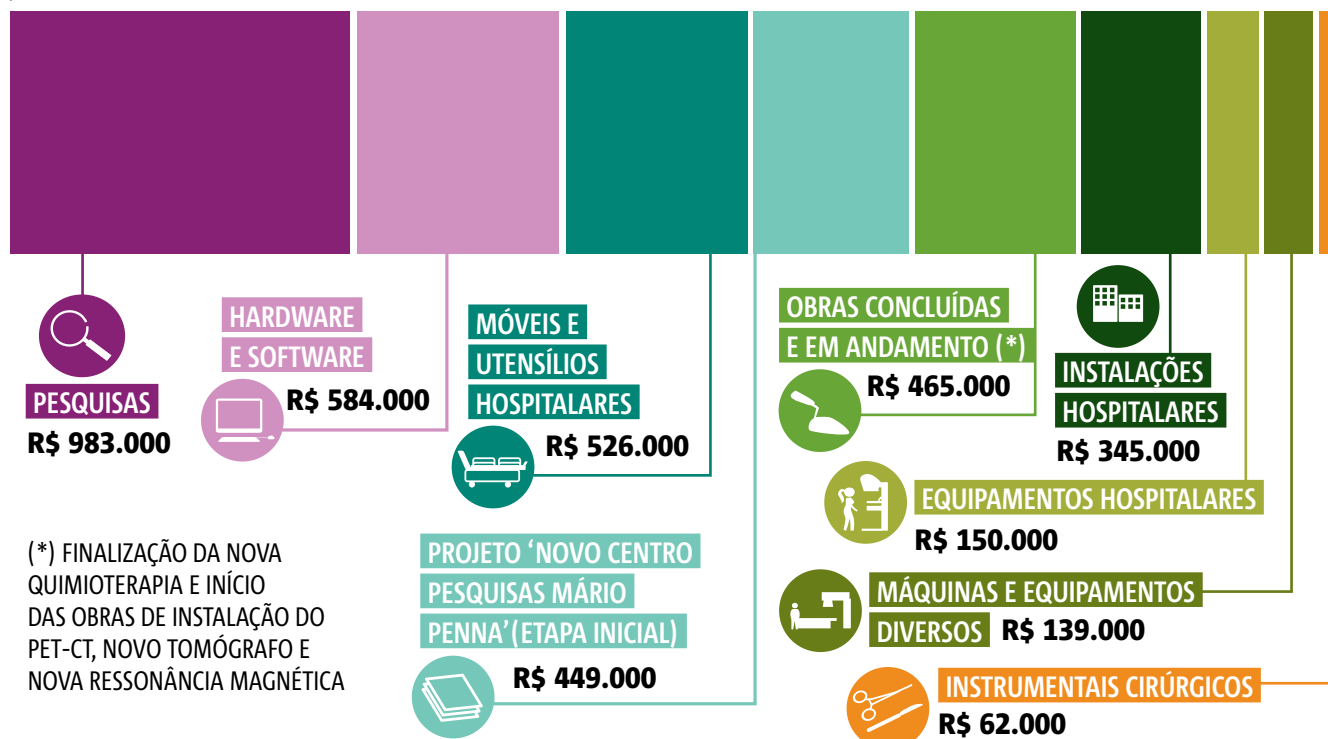 PESQUISAS
R$ 983.000
HARDWARE
E SOFTWARE
R$ 584.000
MÓVEIS E
UTENSÍLIOS
HOSPITALARES
R$ 526.000
PROJETO ‘NOVO CENTRO
PESQUISAS MÁRIO
PENNA’(ETAPA INICIAL)
R$ 449.000
OBRAS CONCLUÍDAS
E EM ANDAMENTO (*)
R$ 465.000
INSTALAÇÕES
HOSPITALARES
R$ 345.000
EQUIPAMENTOS HOSPITALARES
R$ 150.000
MÁQUINAS E EQUIPAMENTOS
DIVERSOS R$ 139.000
INSTRUMENTAIS CIRÚRGICOS
R$ 62.000
(*) FINALIZAÇÃO DA NOVA
QUIMIOTERAPIA E INÍCIO
DAS OBRAS DE INSTALAÇÃO DO
PET-CT, NOVO TOMÓGRAFO E
NOVA RESSONÂNCIA MAGNÉTICA